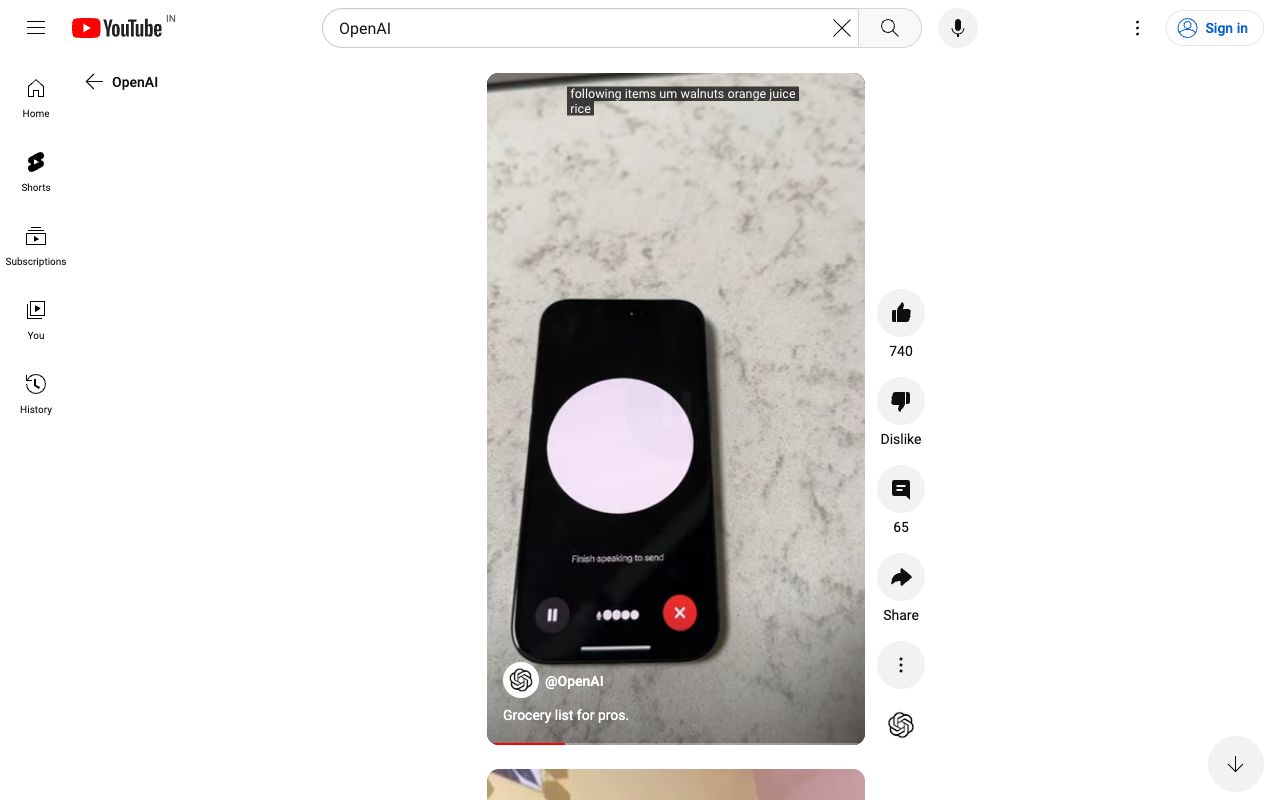 YouTube IN
OpenAI
Sign in
Home
Shorts
Subscriptions
You
History
OpenAI
following items um walnuts orange juice
rice
Finish speaking to send
@OpenAI
Grocery list for pros.
740
Dislike
65
Share